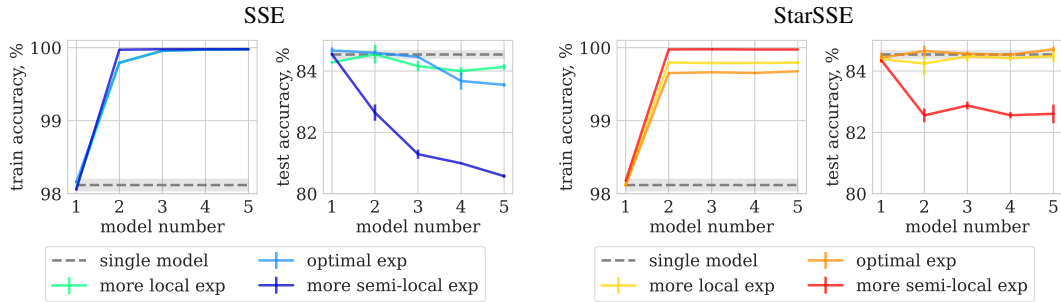 SSE
train accuracy, %
100
99
98
1 2 3 4 5
model number
test accuracy, %
84
82
80
1 2 3 4 5
model number
single model
more local exp
optimal exp
more semi-local exp
StarSSE
train accuracy, %
100
99
98
1 2 3 4 5
model number
test accuracy, %
84
82
80
1 2 3 4 5
model number
single model
more local exp
optimal exp
more semi-local exp